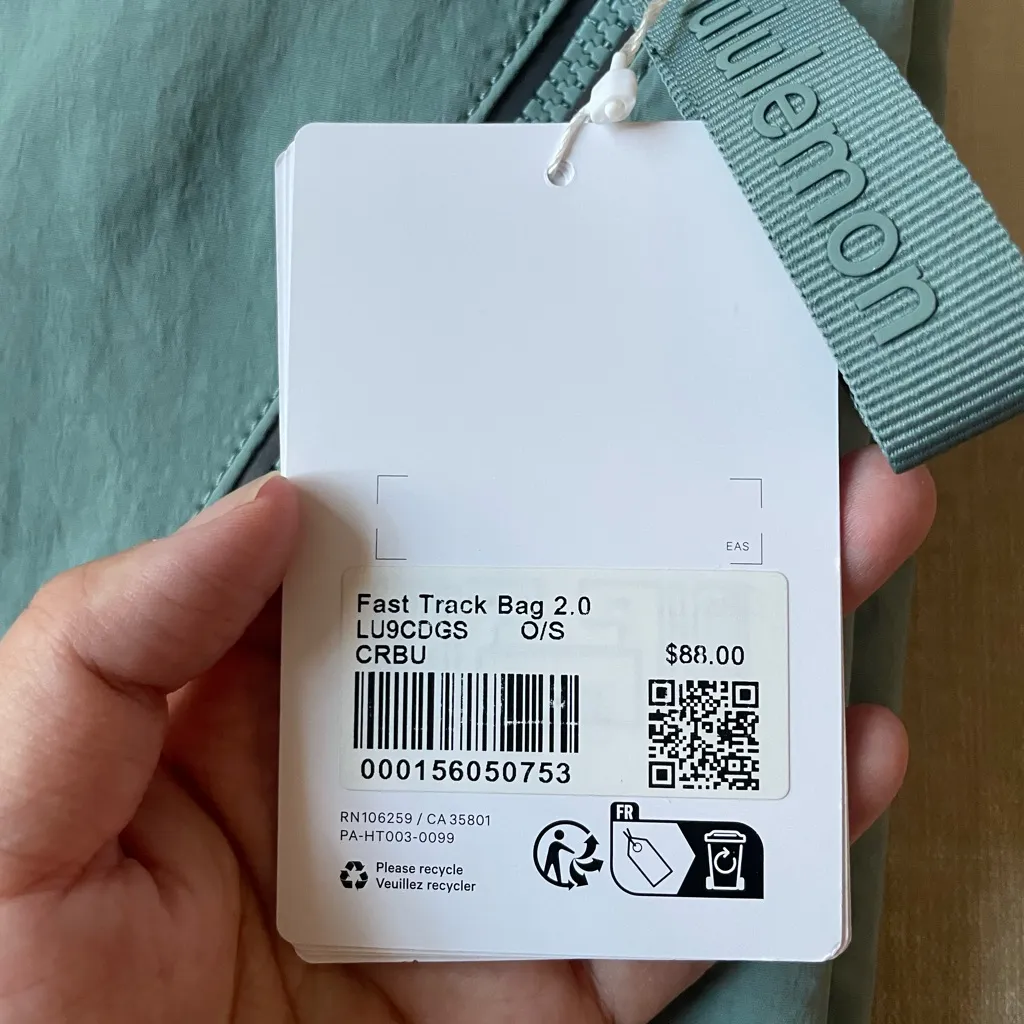 lululemon
EAS
Fast Track Bag 2.0
LU9CDGS O/S
CRBU $88.00
000156050753
RN106259 / CA 35801
PA-HT003-0099
FR
Please recycle
Veuillez recycler